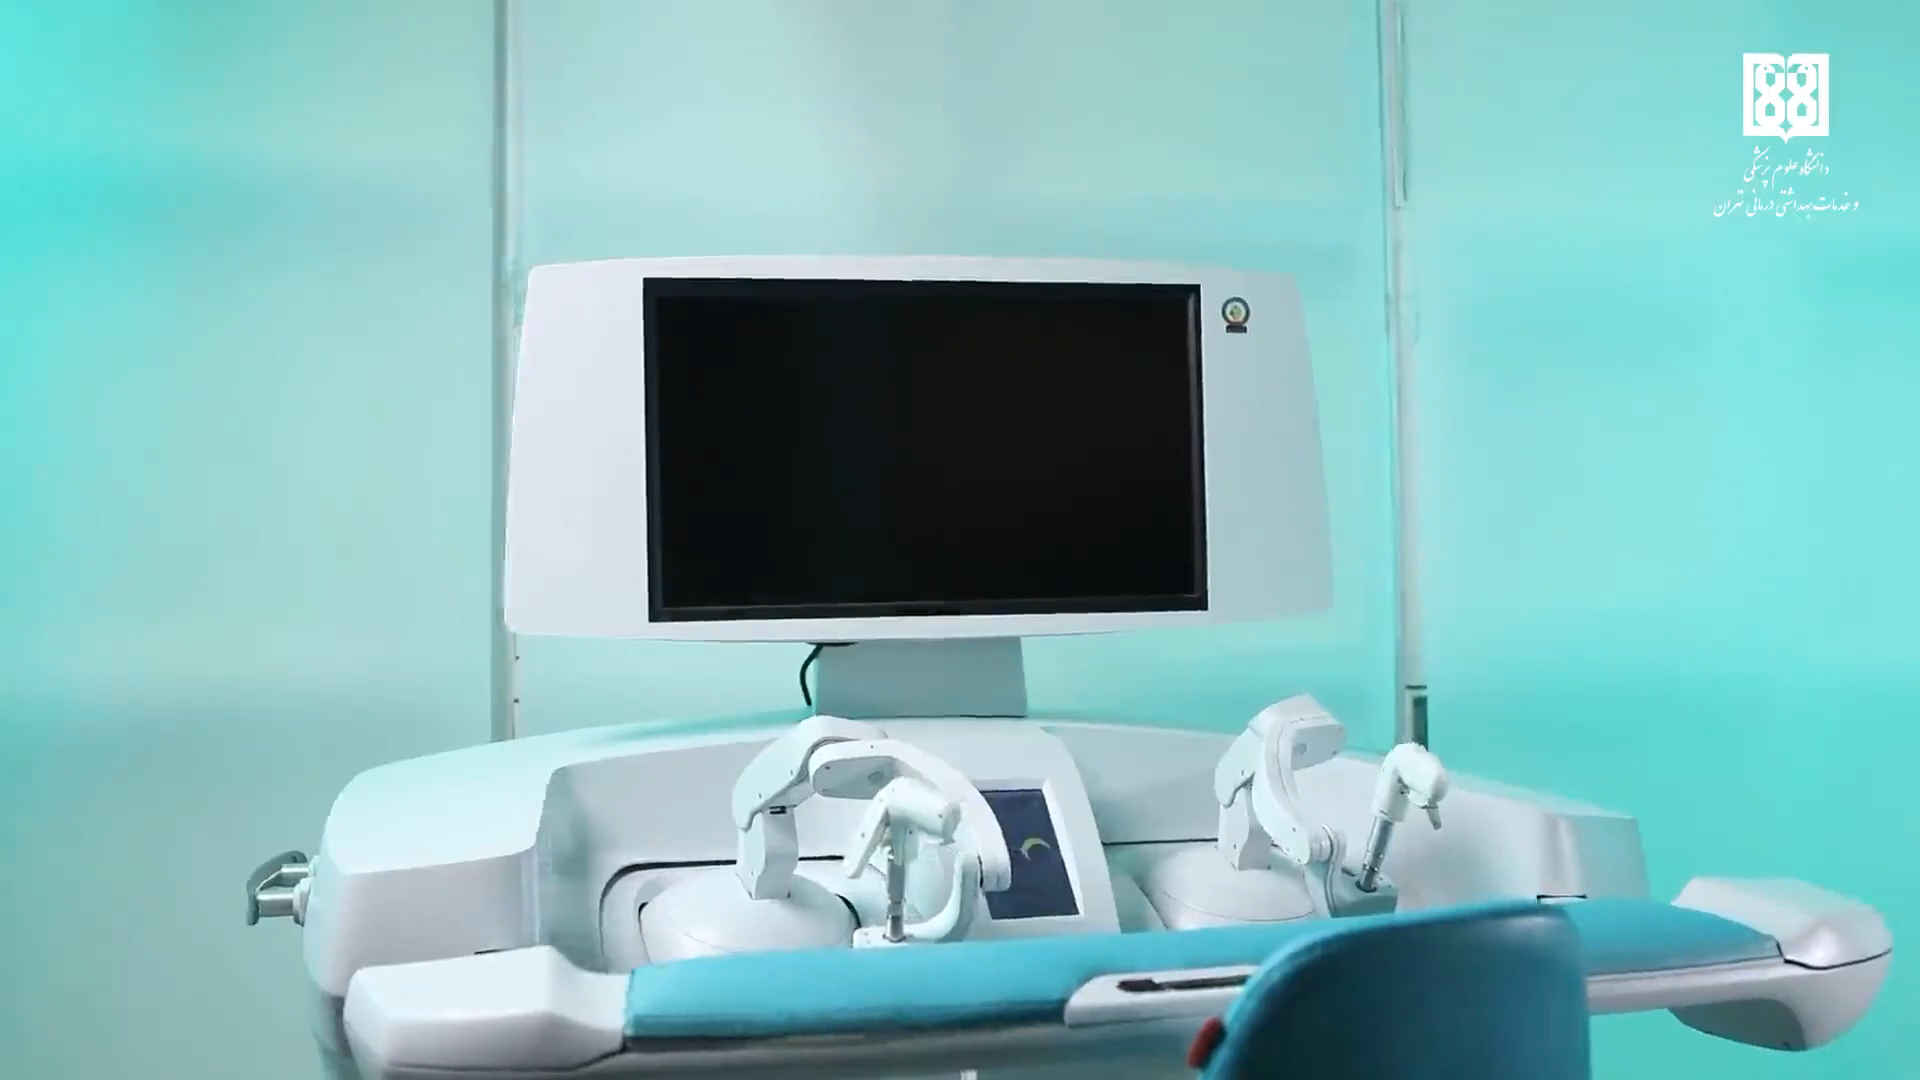 دانشگاه علوم پزشکی
و خدمات بهداشتی درمانی تهران